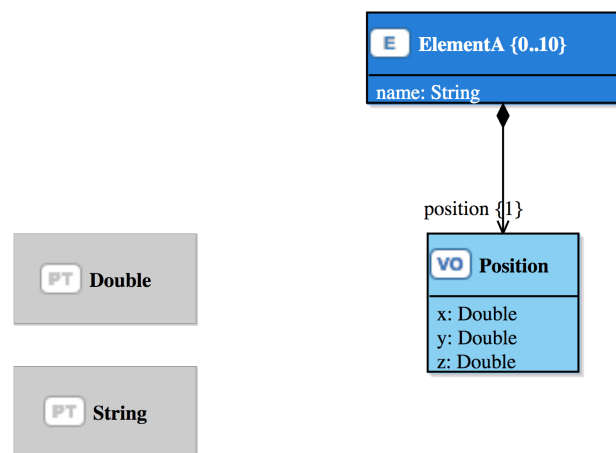 E ElementA {0..10}
name: String
position {1}
VO Position
x: Double
y: Double
z: Double
PT Double
PT String